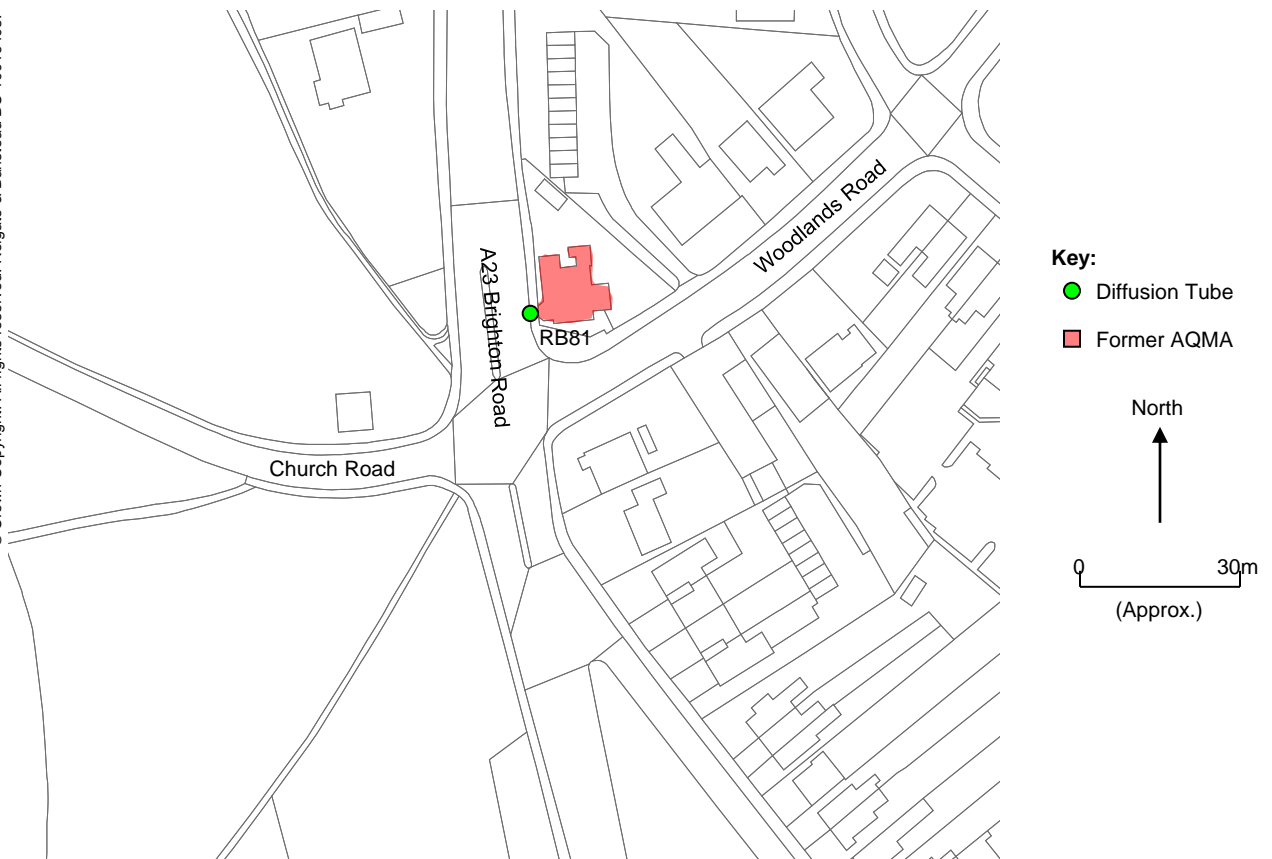 Woodlands Road
A23 Brighton Road
RB81
Church Road
Key:
Diffusion Tube
Former AQMA
North
0 30m
(Approx.)